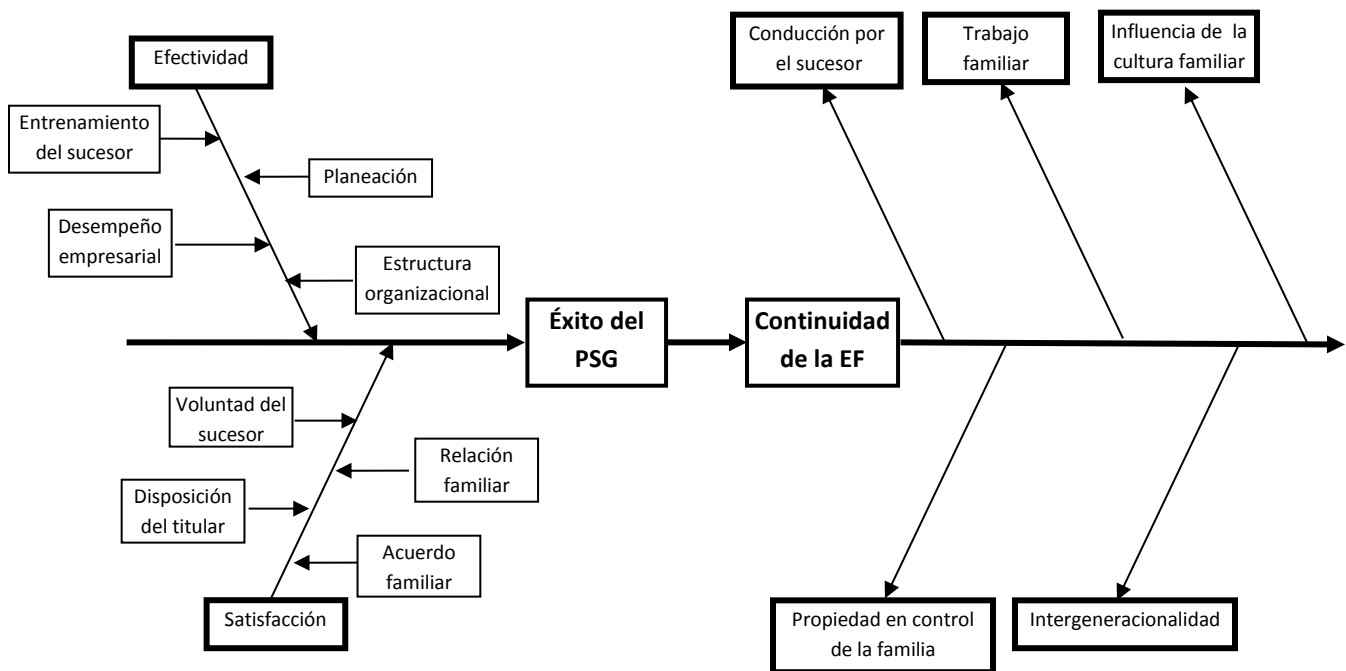 Efectividad
Entrenamiento
del sucesor
Planeación
Desempeño
empresarial
Estructura
organizacional
Voluntad del
sucesor
Relación
familiar
Disposición
del titular
Acuerdo
familiar
Satisfacción
Éxito del
PSG
Continuidad
de la EF
Conducción por
el sucesor
Trabajo
familiar
Influencia de la
cultura familiar
Propiedad en control
de la familia
Intergeneracionalidad